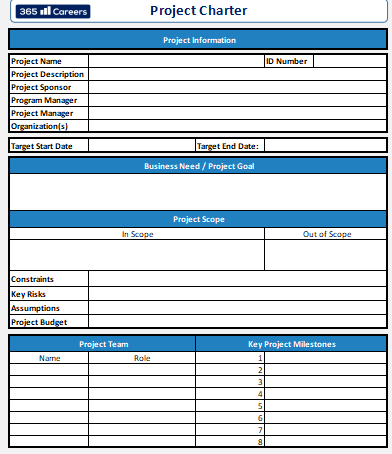 365 Careers Project Charter
Project Information
Project Name ID Number
Project Description
Project Sponsor
Program Manager
Project Manager
Organization(s)
Target Start Date Target End Date:
Business Need / Project Goal
Project Scope
In Scope Out of Scope
Constraints
Key Risks
Assumptions
Project Budget
Project Team Key Project Milestones
Name Role 1
2
3
4
5
6
7
8